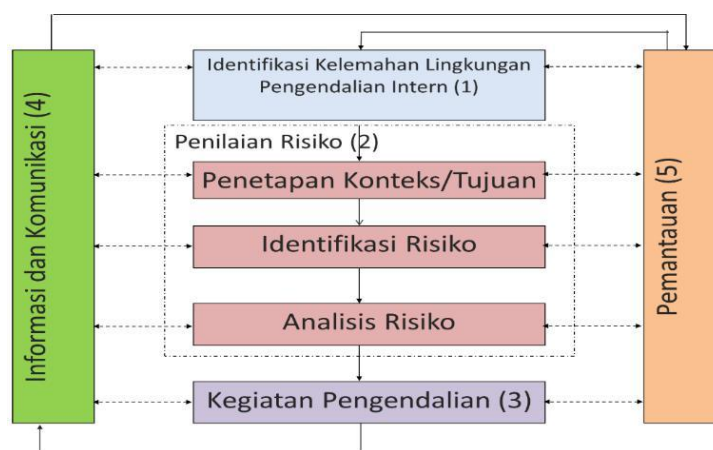 Identifikasi Kelemahan Lingkungan
Pengendalian Intern (1)
Penilaian Risiko (2)
Penetapan Konteks/Tujuan
Identifikasi Risiko
Analisis Risiko
Kegiatan Pengendalian (3)
Informasi dan Komunikasi (4)
Pemantauan (5)